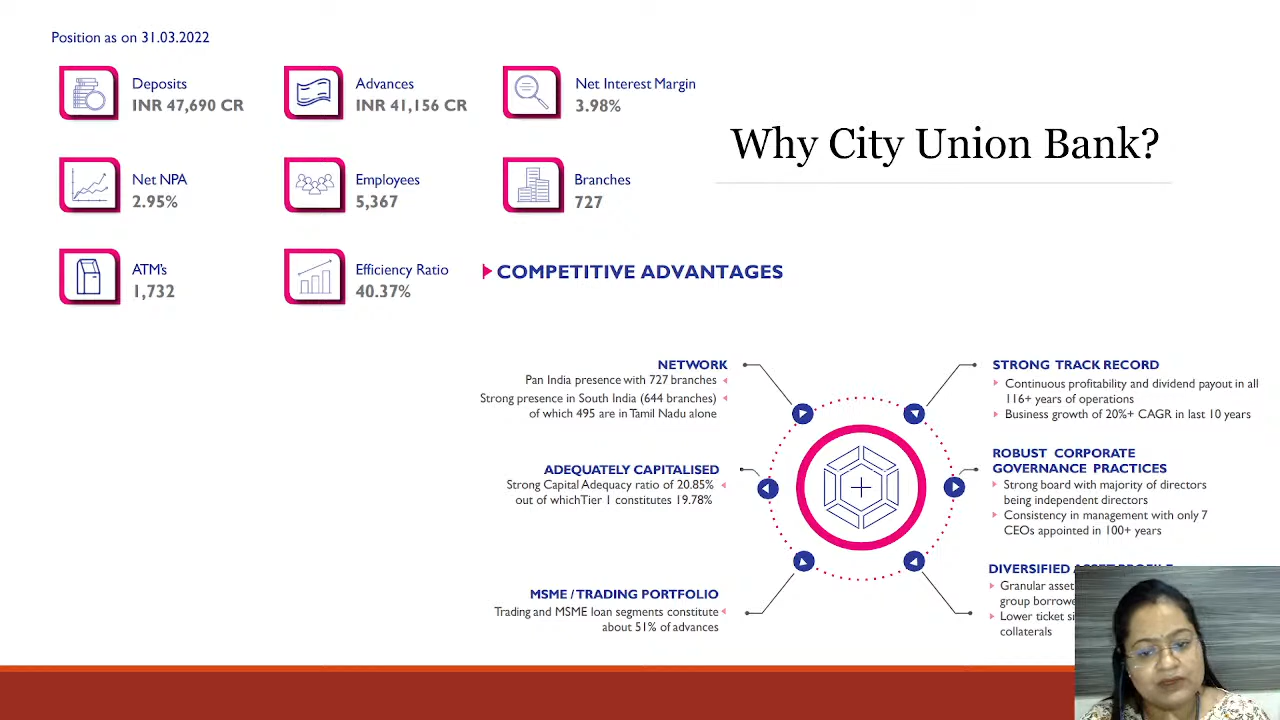 Position as on 31.03.2022
Deposits
INR 47,690 CR
Advances
INR 41,156 CR
Net Interest Margin
3.98%
Why City Union Bank?
Net NPA
2.95%
Employees
5,367
Branches
727
ATM's
1,732
Efficiency Ratio
40.37%
COMPETITIVE ADVANTAGES
NETWORK
Pan India presence with 727 branches
Strong presence in South India (644 branches)
of which 495 are in Tamil Nadu alone
ADEQUATELY CAPITALISED
Strong Capital Adequacy ratio of 20.85%
out of which Tier 1 constitutes 19.78%
MSME / TRADING PORTFOLIO
Trading and MSME loan segments constitute
about 51% of advances
STRONG TRACK RECORD
Continuous profitability and dividend payout in all
116+ years of operations
Business growth of 20%+ CAGR in last 10 years
ROBUST CORPORATE
GOVERNANCE PRACTICES
Strong board with majority of directors
being independent directors
Consistency in management with only 7
CEOs appointed in 100+ years
DIVERSIFIED ASSET PROFILE
Granular asset
group
Lower ticket
collaterals